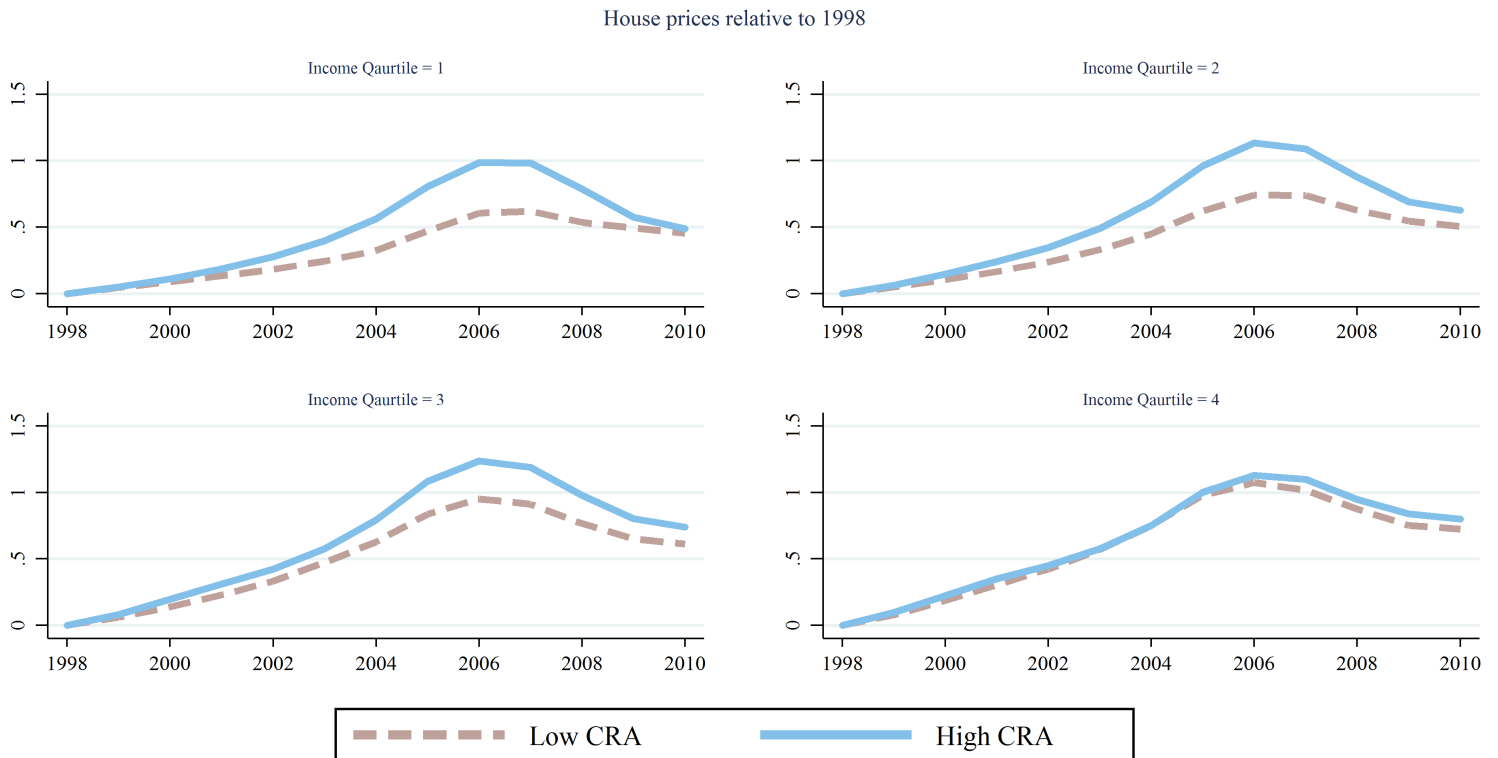 House prices relative to 1998
Income Qaurtile = 1
1.5
1
.5
0
1998 2000 2002 2004 2006 2008 2010
Income Qaurtile = 2
1.5
1
.5
0
1998 2000 2002 2004 2006 2008 2010
Income Qaurtile = 3
1.5
1
.5
0
1998 2000 2002 2004 2006 2008 2010
Income Qaurtile = 4
1.5
1
.5
0
1998 2000 2002 2004 2006 2008 2010
Low CRA High CRA